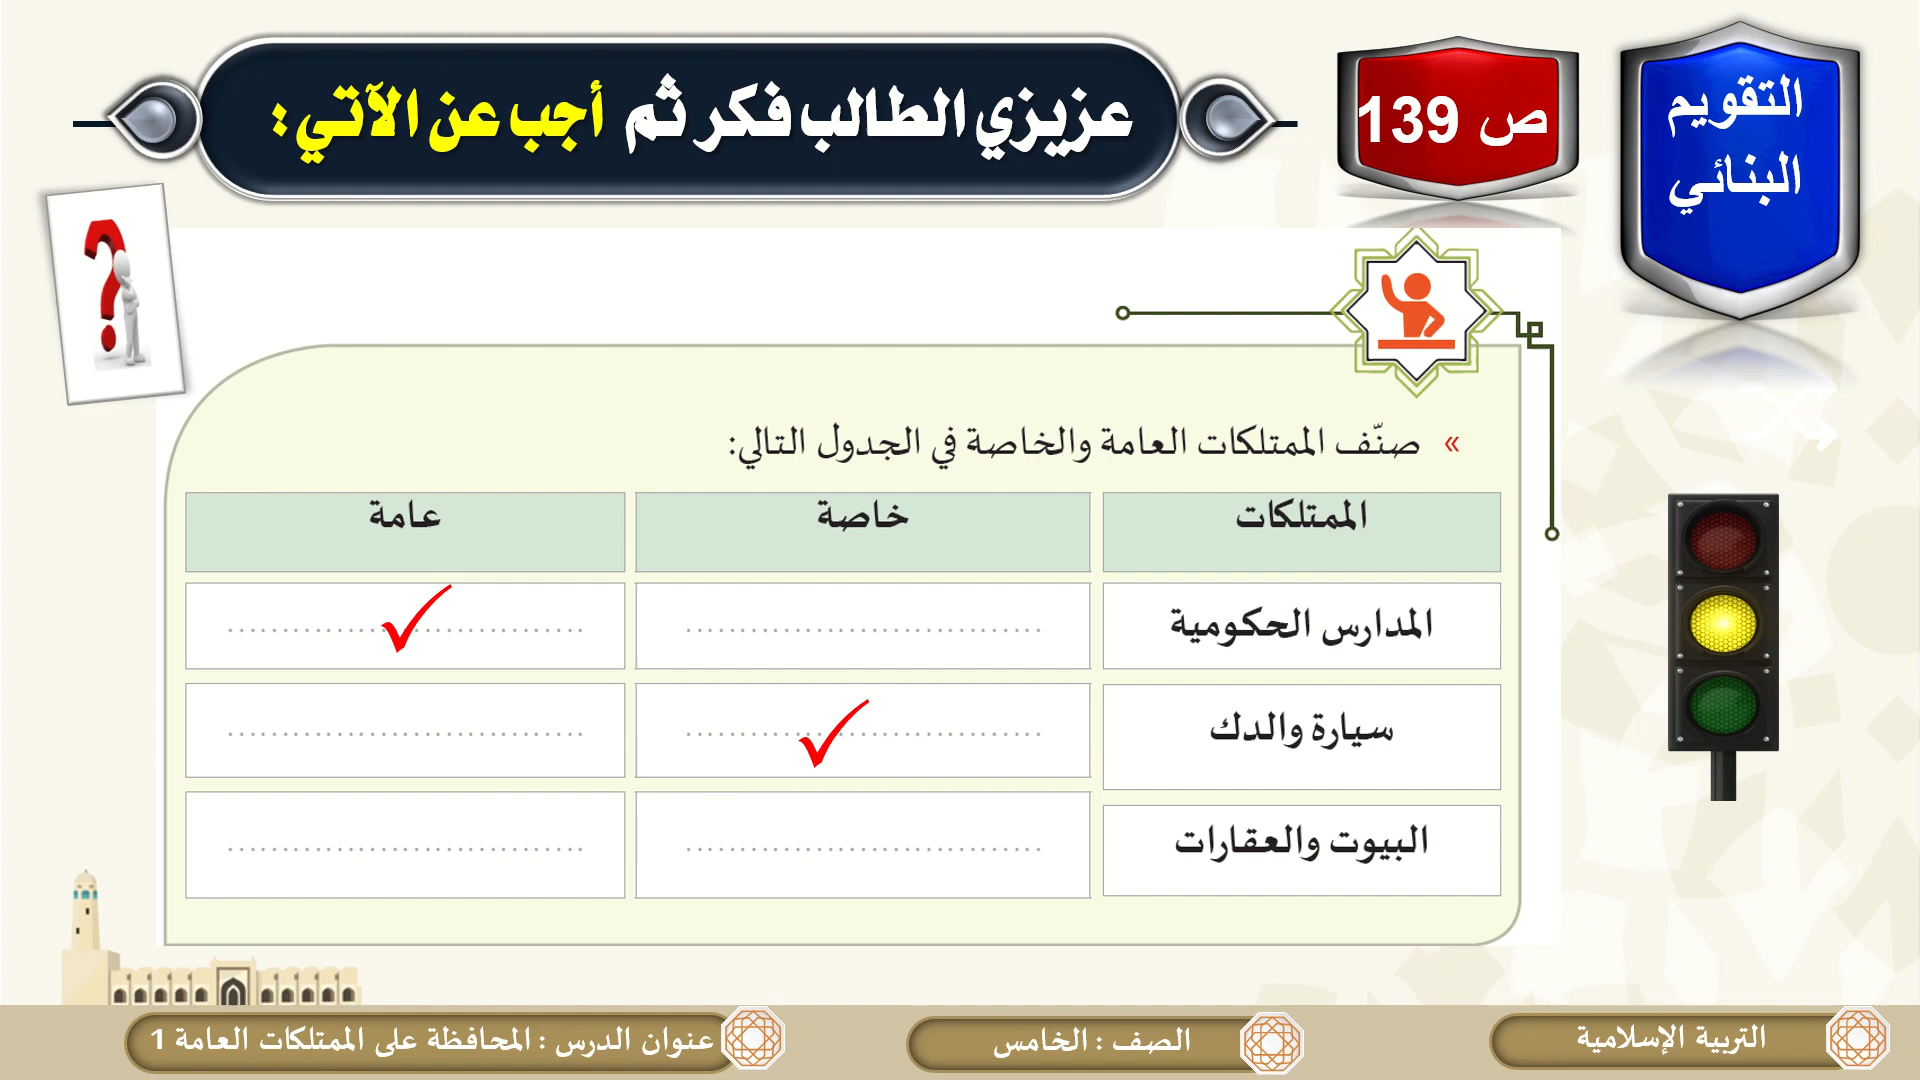 التقويم
البنائي
ص 139
عزيزي الطالب فكر ثم أجب عن الآتي :
» صنّف الممتلكات العامة والخاصة في الجدول التالي:
الممتلكات خاصة عامة
المدارس الحكومية ................................. ................................. ✓
سيارة والدك ................................. ✓ .................................
البيوت والعقارات ................................. .................................
التربية الإسلامية
الصف : الخامس
عنوان الدرس : المحافظة على الممتلكات العامة 1